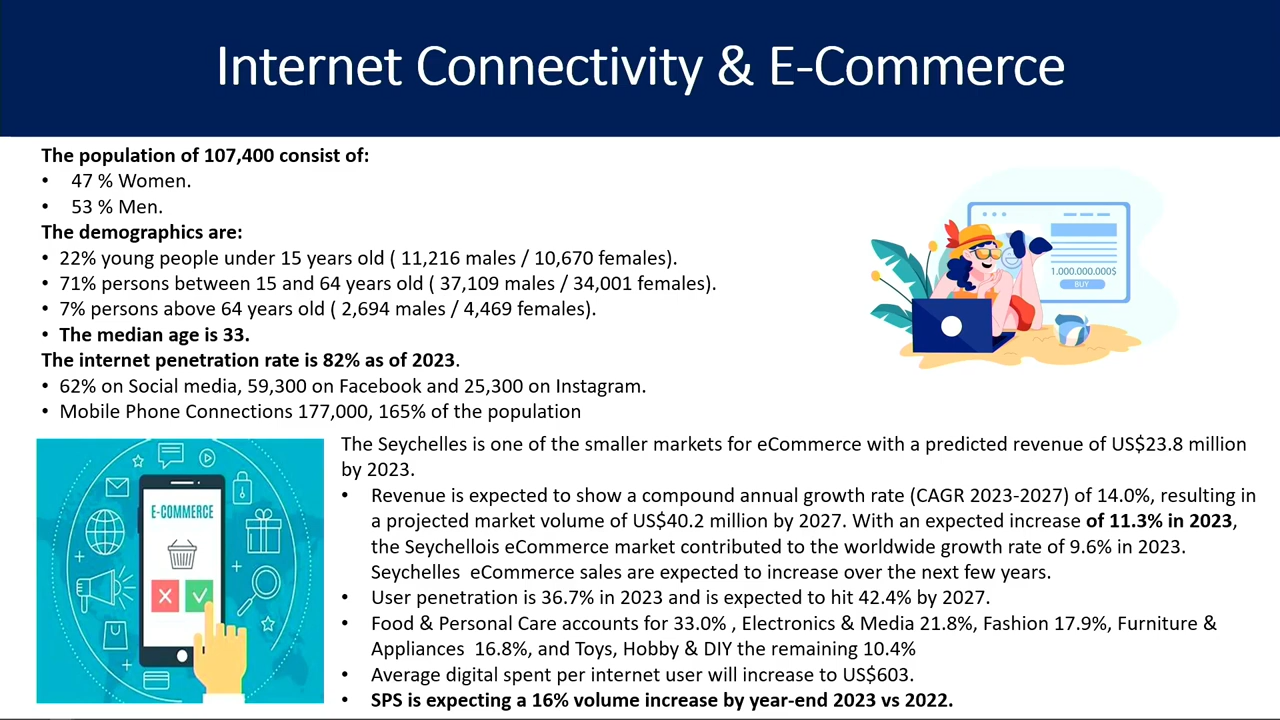 Internet Connectivity & E-Commerce
The population of 107,400 consist of:
• 47 % Women.
• 53 % Men.
The demographics are:
• 22% young people under 15 years old ( 11,216 males / 10,670 females).
• 71% persons between 15 and 64 years old ( 37,109 males / 34,001 females).
• 7% persons above 64 years old ( 2,694 males / 4,469 females).
• The median age is 33.
The internet penetration rate is 82% as of 2023.
• 62% on Social media, 59,300 on Facebook and 25,300 on Instagram.
• Mobile Phone Connections 177,000, 165% of the population
1.000.000.000$
BUY
E-COMMERCE
The Seychelles is one of the smaller markets for eCommerce with a predicted revenue of US$23.8 million
by 2023.
• Revenue is expected to show a compound annual growth rate (CAGR 2023-2027) of 14.0%, resulting in
a projected market volume of US$40.2 million by 2027. With an expected increase of 11.3% in 2023,
the Seychellois eCommerce market contributed to the worldwide growth rate of 9.6% in 2023.
Seychelles eCommerce sales are expected to increase over the next few years.
• User penetration is 36.7% in 2023 and is expected to hit 42.4% by 2027.
• Food & Personal Care accounts for 33.0% , Electronics & Media 21.8%, Fashion 17.9%, Furniture &
Appliances 16.8%, and Toys, Hobby & DIY the remaining 10.4%
• Average digital spent per internet user will increase to US$603.
• SPS is expecting a 16% volume increase by year-end 2023 vs 2022.